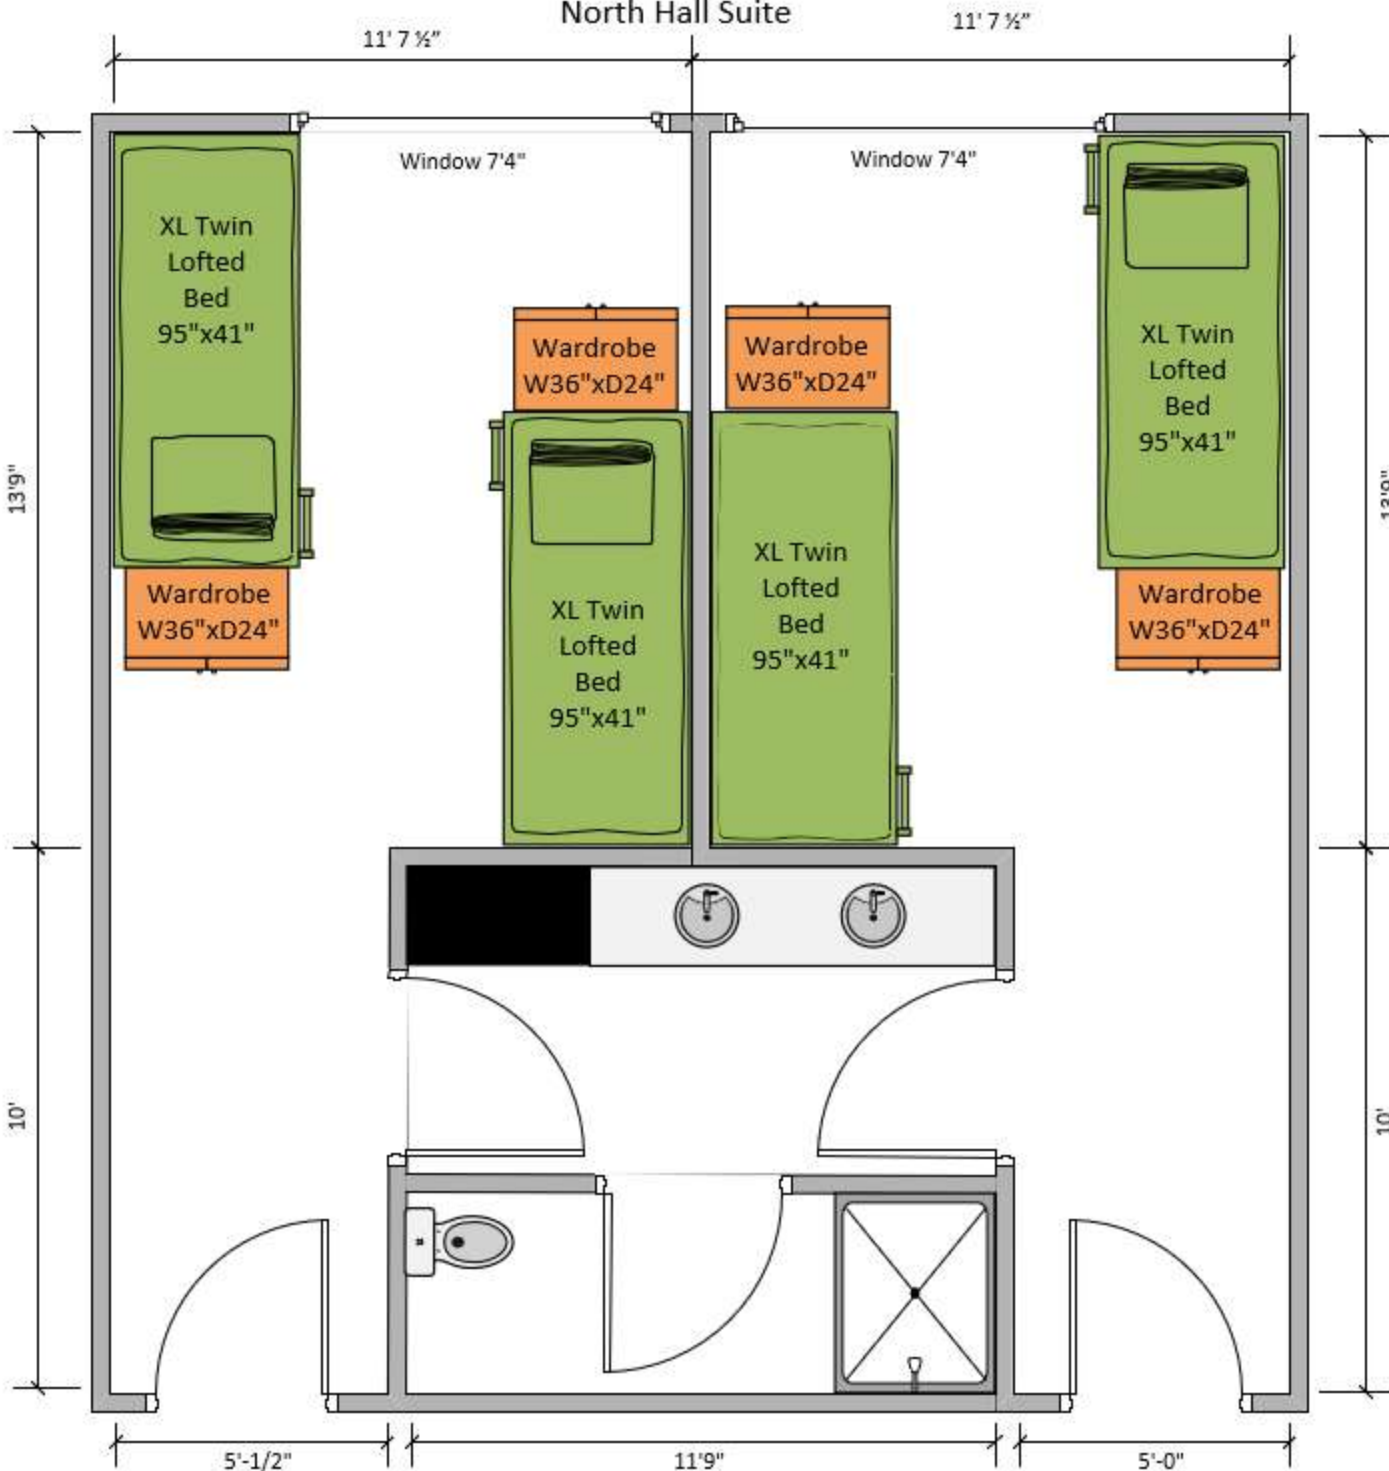 North Hall Suite
11' 7 ½"
11' 7 ½"
Window 7'4"
Window 7'4"
XL Twin
Lofted
Bed
95"x41"
Wardrobe
W36"xD24"
Wardrobe
W36"xD24"
XL Twin
Lofted
Bed
95"x41"
13'9"
13'9"
XL Twin
Lofted
Bed
95"x41"
XL Twin
Lofted
Bed
95"x41"
Wardrobe
W36"xD24"
Wardrobe
W36"xD24"
10'
10'
5'-1/2"
11'9"
5'-0"